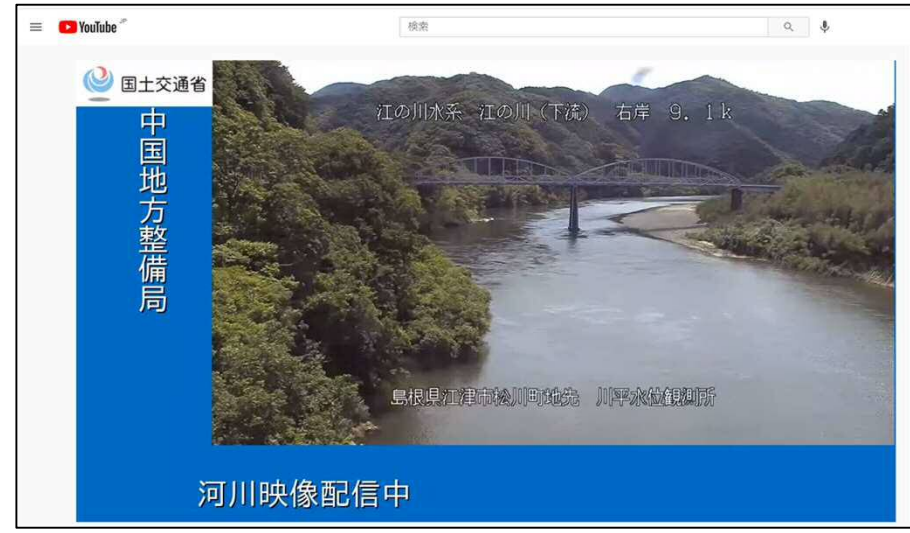 YouTube JP
検索
国土交通省
中国地方整備局
江の川水系 江の川（下流） 右岸 9．1k
島根県江津市松川町地先 川平水位観測所
河川映像配信中